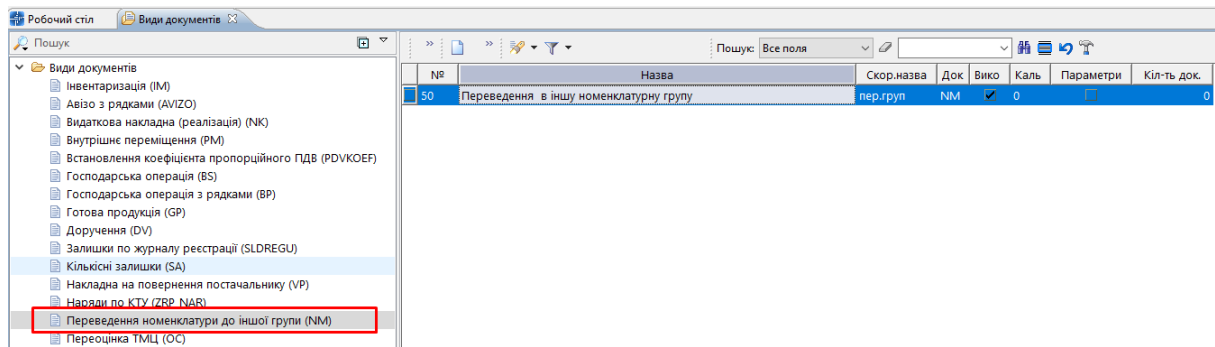 Робочий стіл Види документів
Пошук
Пошук: Все поля
Види документів
Інвентаризація (IM)
Авізо з рядками (AVIZO)
Видаткова накладна (реалізація) (NK)
Внутрішнє переміщення (PM)
Встановлення коефіцієнта пропорційного ПДВ (PDVKOEF)
Господарська операція (BS)
Господарська операція з рядками (BP)
Готова продукція (GP)
Доручення (DV)
Залишки по журналу реєстрації (SLDREGU)
Кількісні залишки (SA)
Накладна на повернення постачальнику (VP)
Наряди по КТУ (ZRP_NAR)
Переведення номенклатури до іншої групи (NM)
Переоцінка ТМЦ (OC)
№ Назва Скор.назва Док Вико Каль Параметри Кіл-ть док.
50 Переведення в іншу номенклатурну групу пер.груп NM 0 0